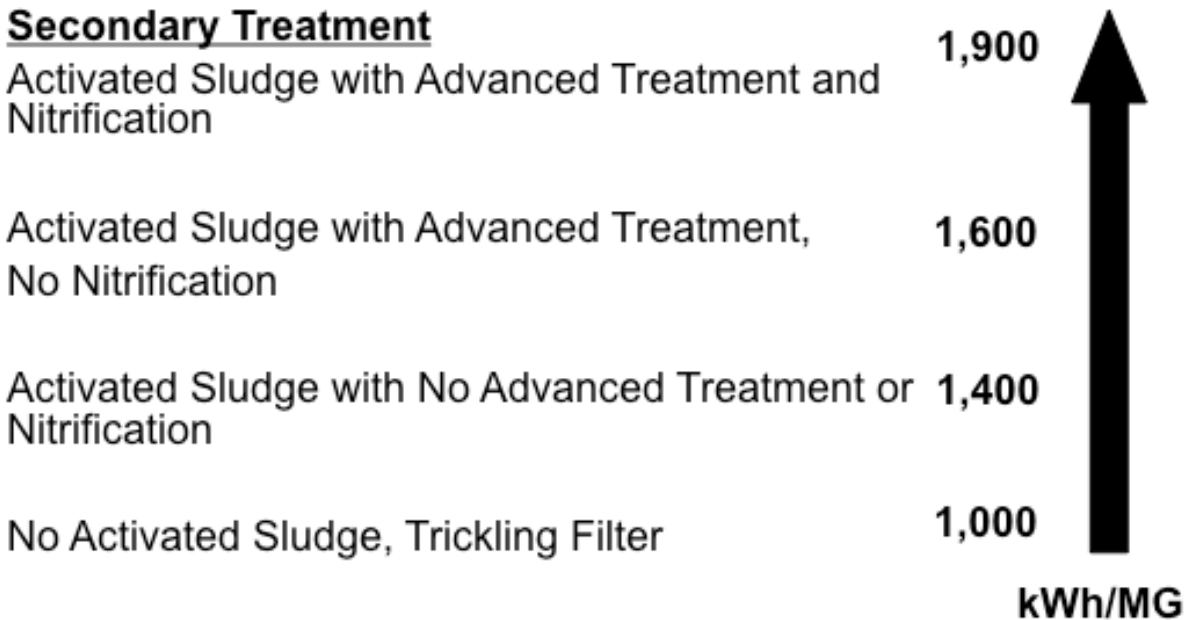 Secondary Treatment
1,900
Activated Sludge with Advanced Treatment and
Nitrification
Activated Sludge with Advanced Treatment,
1,600
No Nitrification
Activated Sludge with No Advanced Treatment or
1,400
Nitrification
No Activated Sludge, Trickling Filter
1,000
kWh/MG